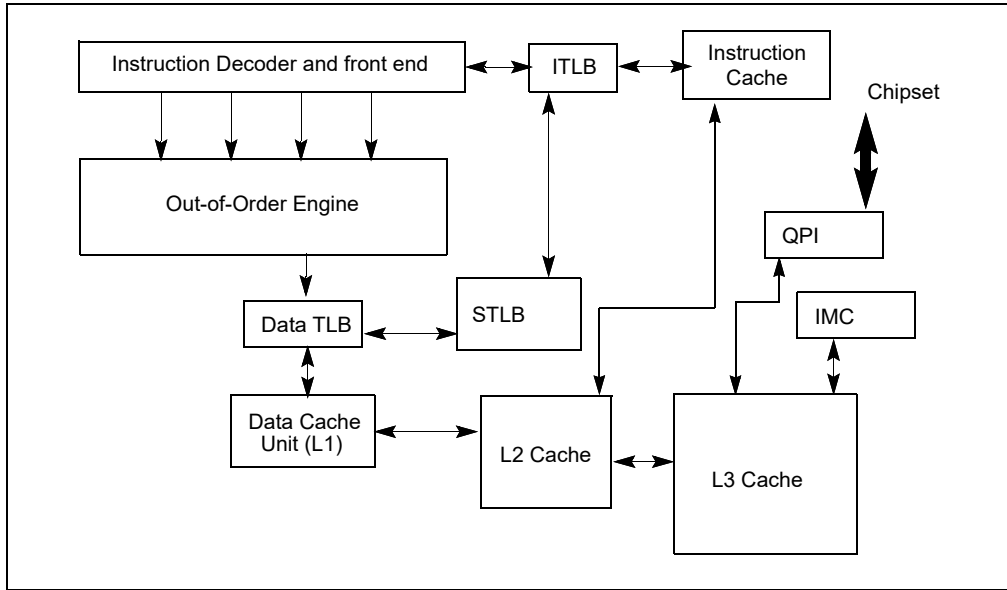 Instruction Decoder and front end
ITLB
Instruction
Cache
Chipset
Out-of-Order Engine
QPI
STLB
IMC
Data TLB
Data Cache
Unit (L1)
L2 Cache
L3 Cache